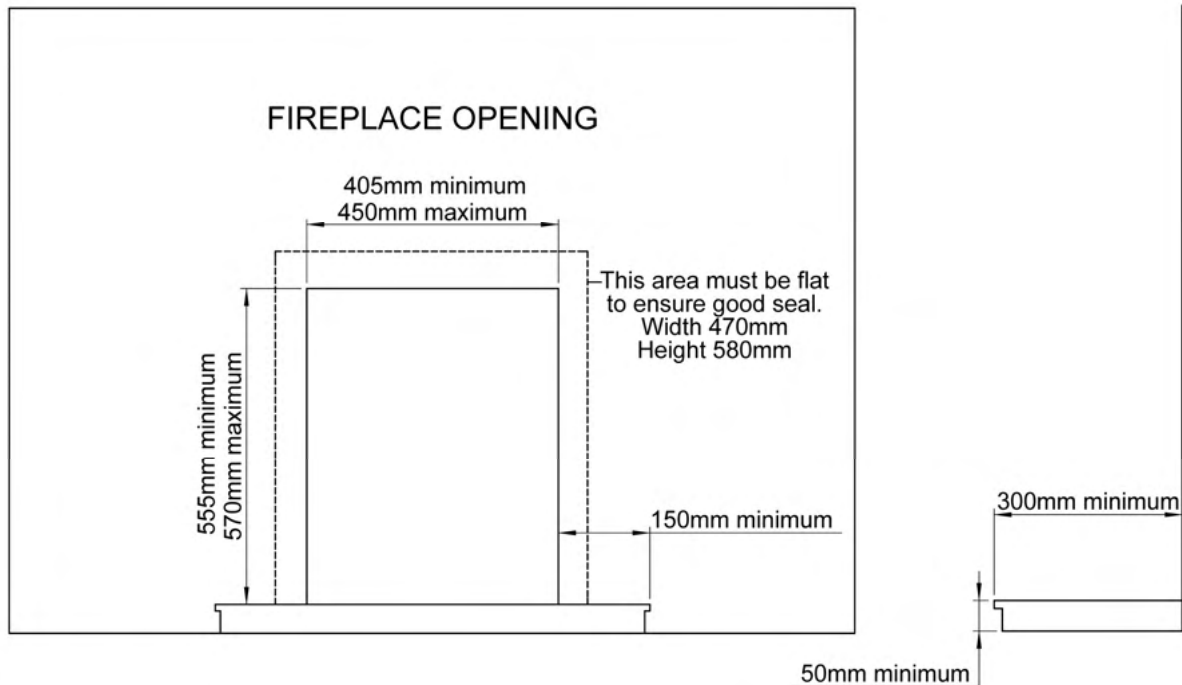 FIREPLACE OPENING
405mm minimum
450mm maximum
This area must be flat
to ensure good seal.
Width 470mm
Height 580mm
555mm minimum
570mm maximum
150mm minimum
300mm minimum
50mm minimum